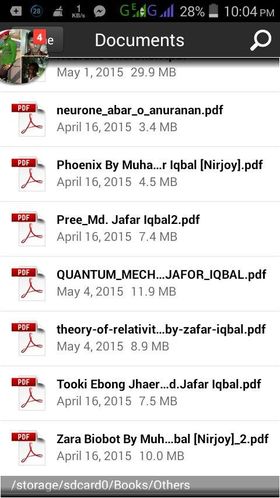 1
KB/s
G
G
28%
10:04 PM
4
Documents
May 1, 2015 29.9 MB
neurone_abar_o_anuranan.pdf
April 16, 2015 3.4 MB
Phoenix By Muha...r Iqbal [Nirjoy].pdf
April 16, 2015 4.5 MB
Pree_Md. Jafar Iqbal2.pdf
April 16, 2015 7.4 MB
QUANTUM_MECH...JAFOR_IQBAL.pdf
May 4, 2015 11.9 MB
theory-of-relativit...by-zafar-iqbal.pdf
May 4, 2015 8.9 MB
Tooki Ebong Jhaer...d.Jafar Iqbal.pdf
April 16, 2015 7.5 MB
Zara Biobot By Muh...bal [Nirjoy]_2.pdf
April 16, 2015 10.0 MB
PDF
PDF
PDF
PDF
PDF
PDF
PDF
/storage/sdcard0/Books/Others